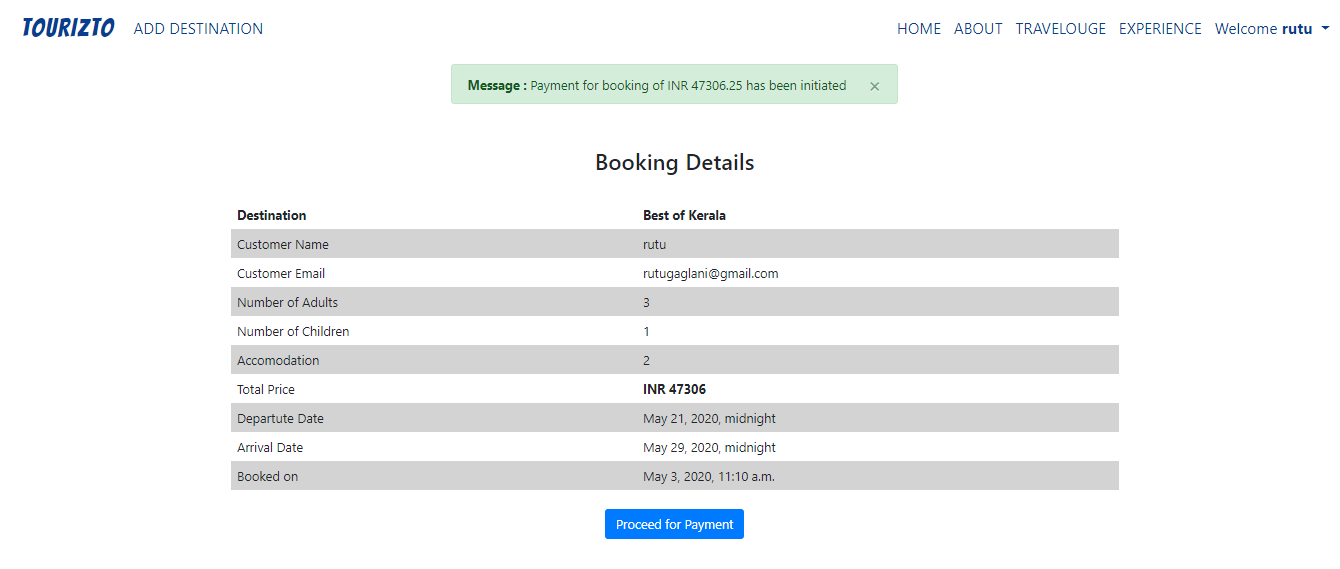 TOURIZTO ADD DESTINATION HOME ABOUT TRAVELOUGE EXPERIENCE Welcome rutu
Message : Payment for booking of INR 47306.25 has been initiated ×
Booking Details
Destination Best of Kerala
Customer Name rutu
Customer Email rutugaglani@gmail.com
Number of Adults 3
Number of Children 1
Accomodation 2
Total Price INR 47306
Departute Date May 21, 2020, midnight
Arrival Date May 29, 2020, midnight
Booked on May 3, 2020, 11:10 a.m.
Proceed for Payment